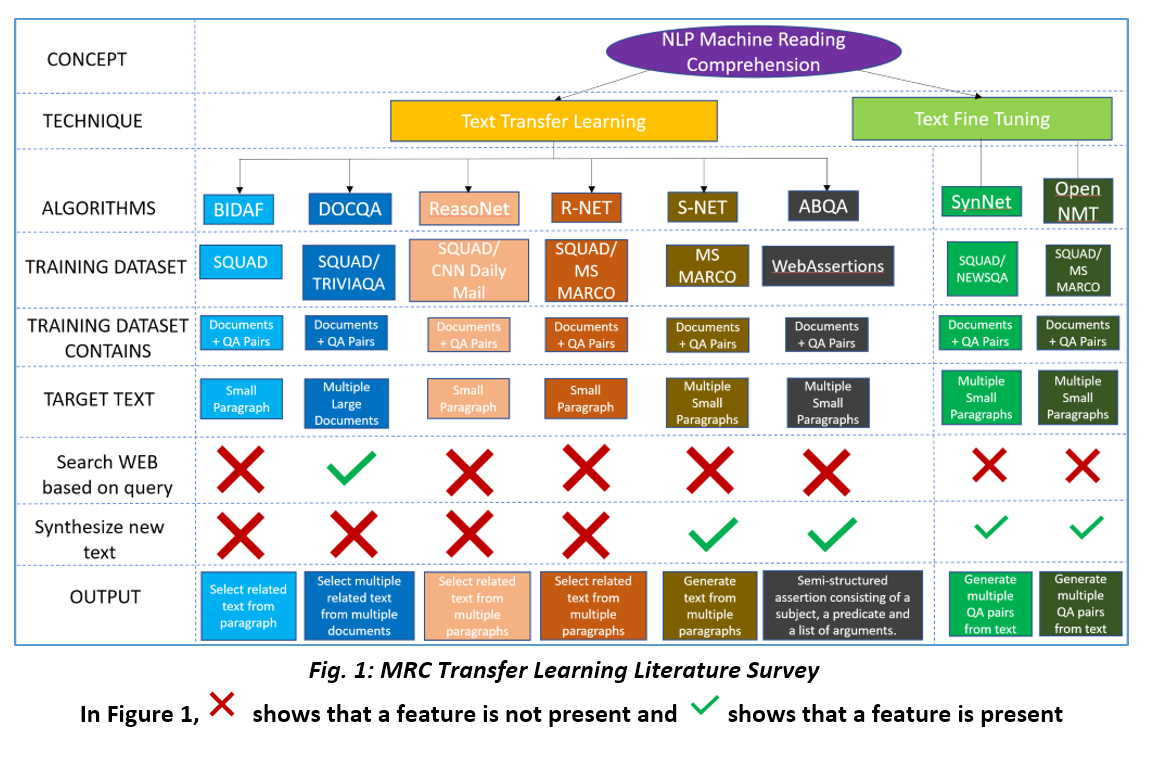 NLP Machine Reading
Comprehension
CONCEPT
TECHNIQUE
Text Transfer Learning
Text Fine Tuning
ALGORITHMS
BIDAF
DOCQA
ReasoNet
R-NET
S-NET
ABQA
SynNet
Open
NMT
TRAINING DATASET
SQUAD
SQUAD/
TRIVIAQA
SQUAD/
CNN Daily
Mail
SQUAD/
MS
MARCO
MS
MARCO
WebAssertions
SQUAD/
NEWSQA
SQUAD/
MS
MARCO
TRAINING DATASET
CONTAINS
Documents
+ QA Pairs
Documents
+ QA Pairs
Documents
+ QA Pairs
Documents
+ QA Pairs
Documents
+ QA Pairs
Documents
+ QA Pairs
Documents
+ QA Pairs
Documents
+ QA Pairs
TARGET TEXT
Small
Paragraph
Multiple
Large
Documents
Small
Paragraph
Small
Paragraph
Multiple
Small
Paragraphs
Multiple
Small
Paragraphs
Multiple
Small
Paragraphs
Multiple
Small
Paragraphs
Search WEB
based on query
Synthesize new
text
OUTPUT
Select related
text from
paragraph
Select multiple
related text
from multiple
documents
Select related
text from
multiple
paragraphs
Select related
text from
multiple
paragraphs
Generate
text from
multiple
paragraphs
Semi-structured
assertion consisting of a
subject, a predicate and
a list of arguments.
Generate
multiple
QA pairs
from text
Generate
multiple
QA pairs
from text
Fig. 1: MRC Transfer Learning Literature Survey
In Figure 1, shows that a feature is not present and shows that a feature is present